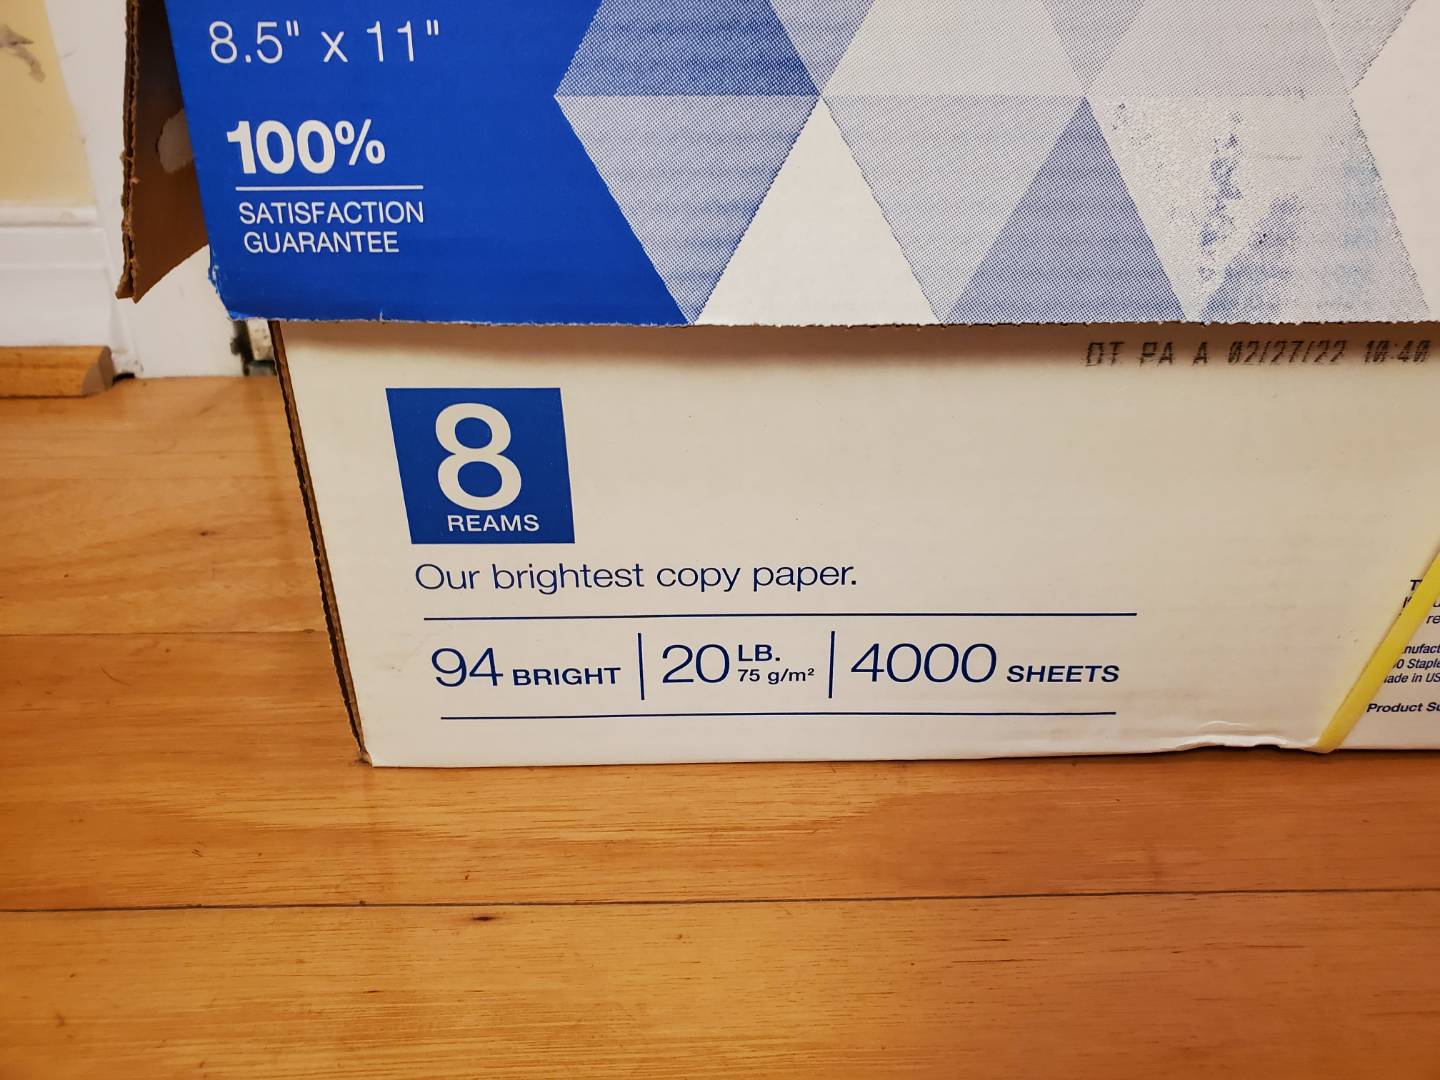 8.5" x 11"
100%
SATISFACTION
GUARANTEE
DT PA A 02/27/22 10:40
8
REAMS
Our brightest copy paper.
94 BRIGHT 20 LB. 75 g/m² 4000 SHEETS
Product